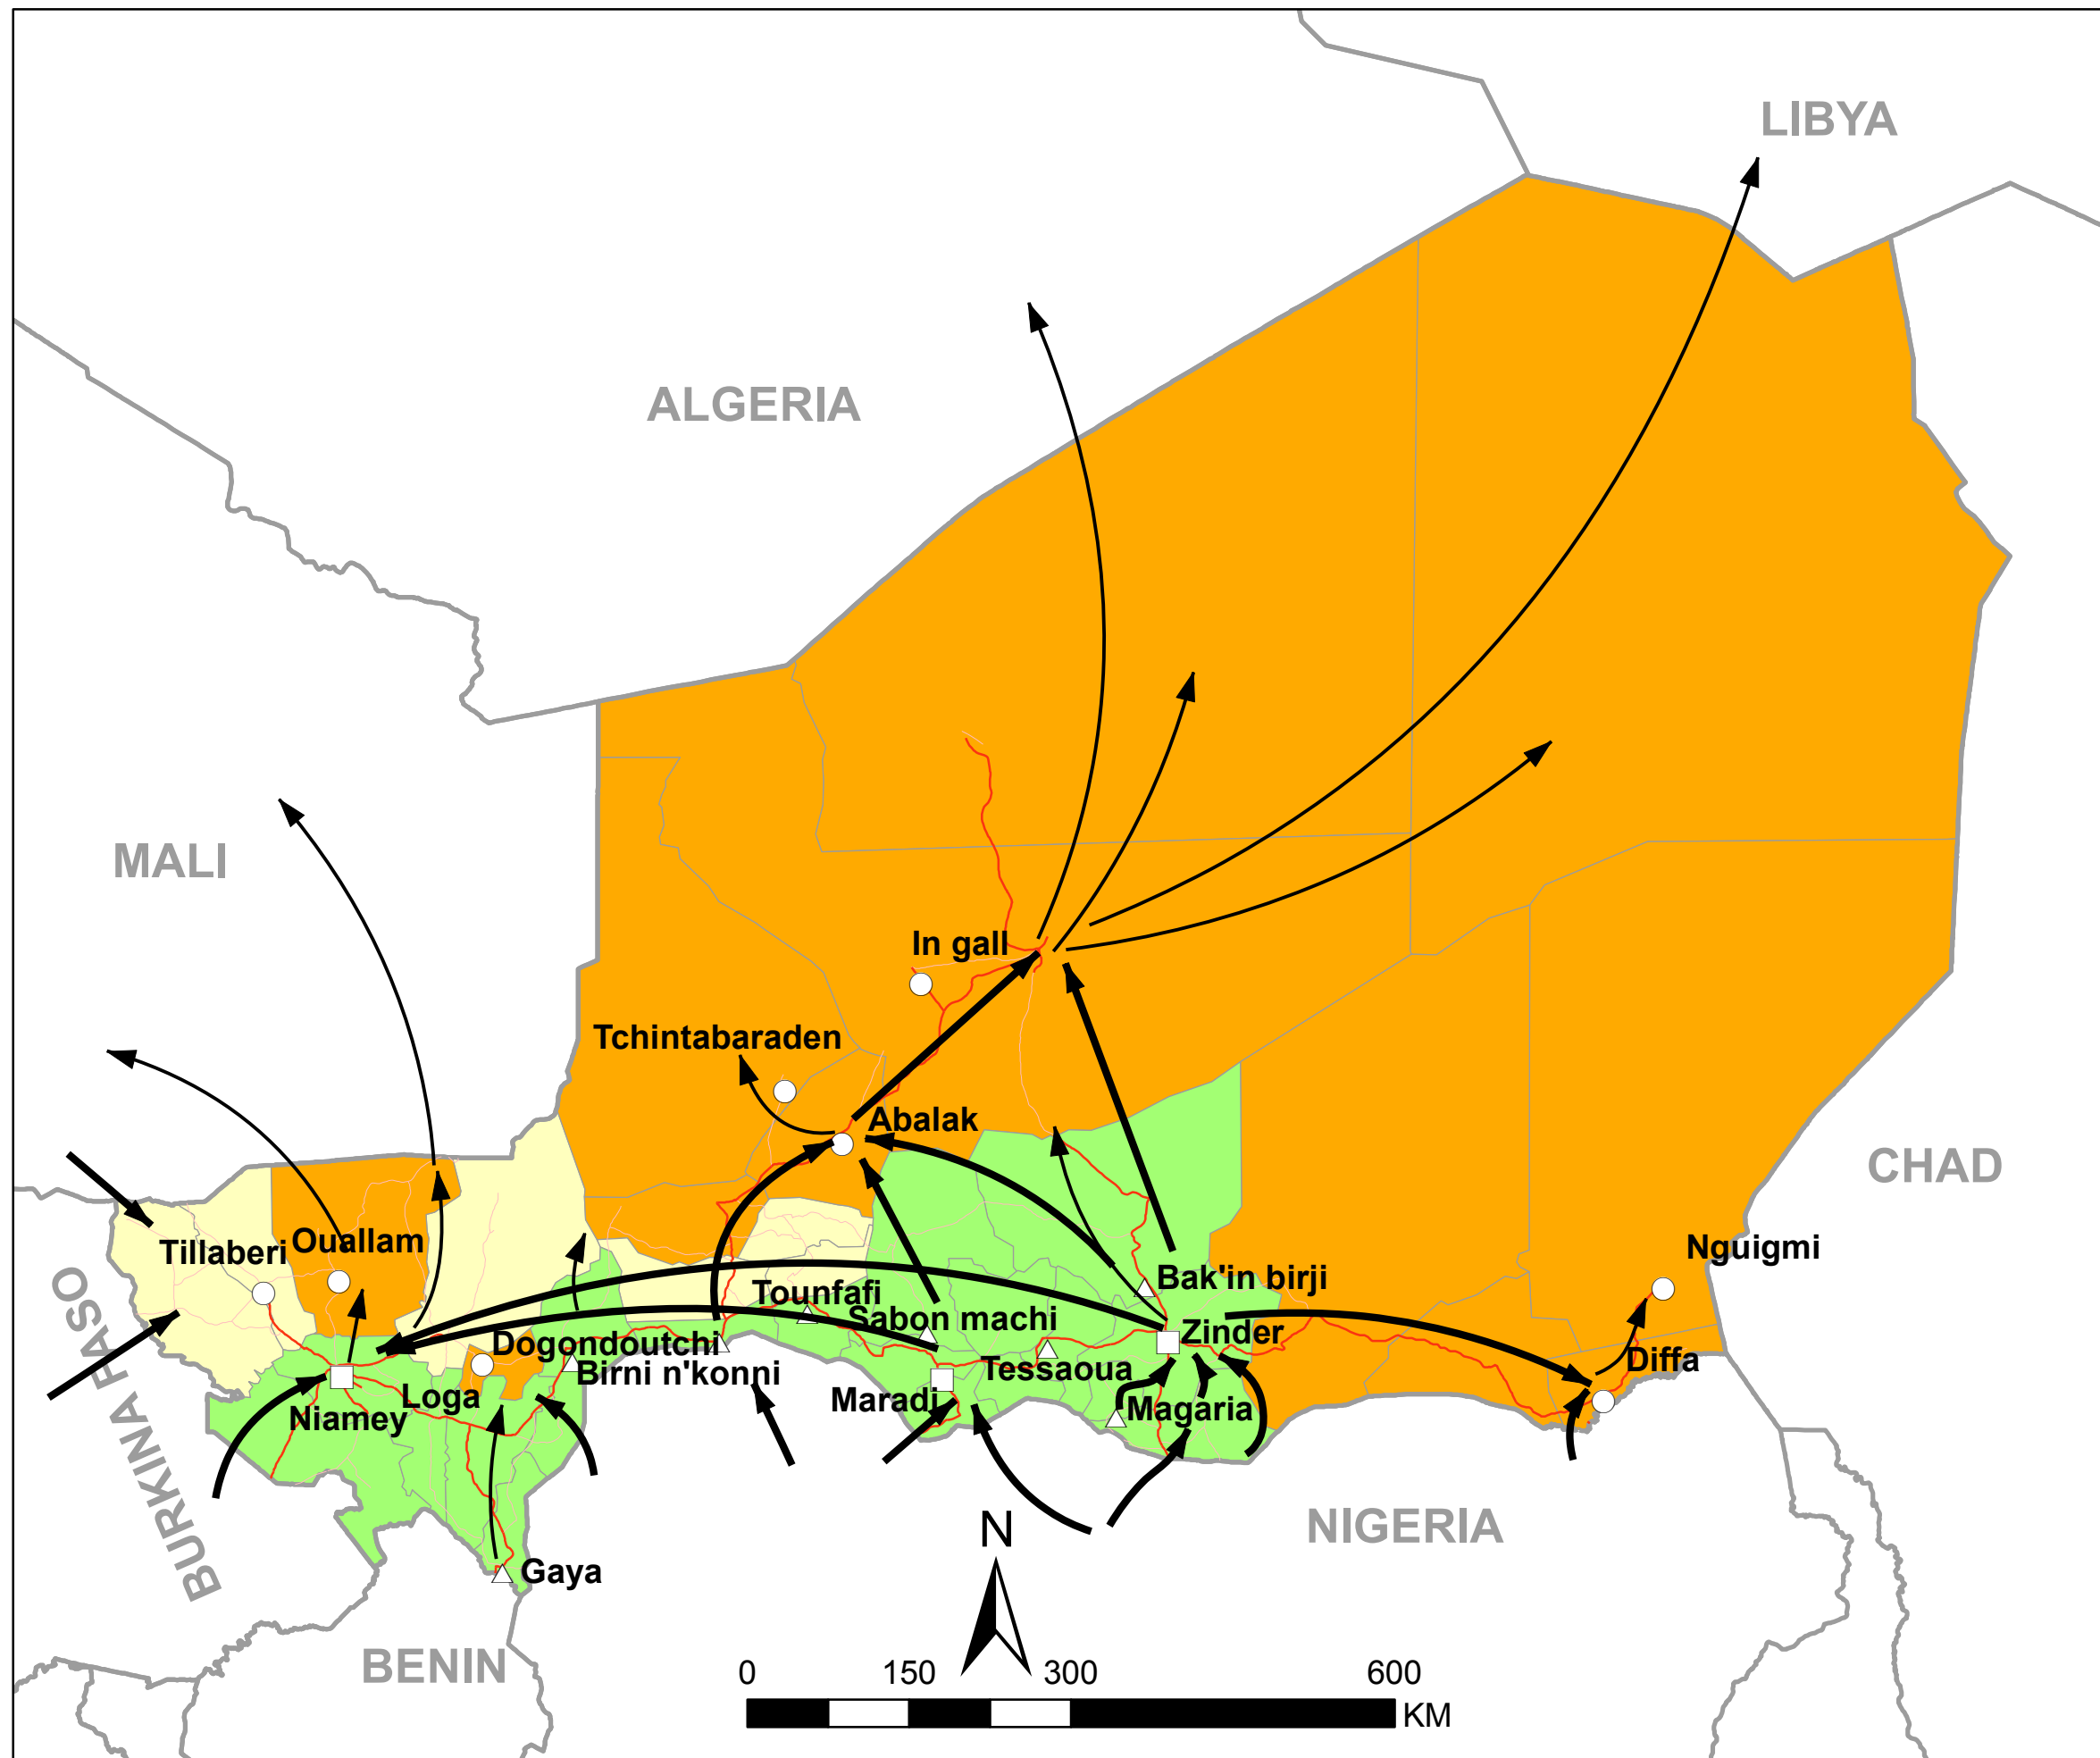 LIBYA
ALGERIA
MALI
In gall
Tchintabaraden
Abalak
CHAD
Tillaberi
Ouallam
Nguigmi
Bak'in birji
Tounfafi
Sabon machi
Zinder
Dogondoutchi
Diffa
Birni n'konni
Tessaoua
Loga
Maradi
Magaria
Niamey
BURKINA FASO
NIGERIA
N
Gaya
BENIN
0 150 300 600
KM